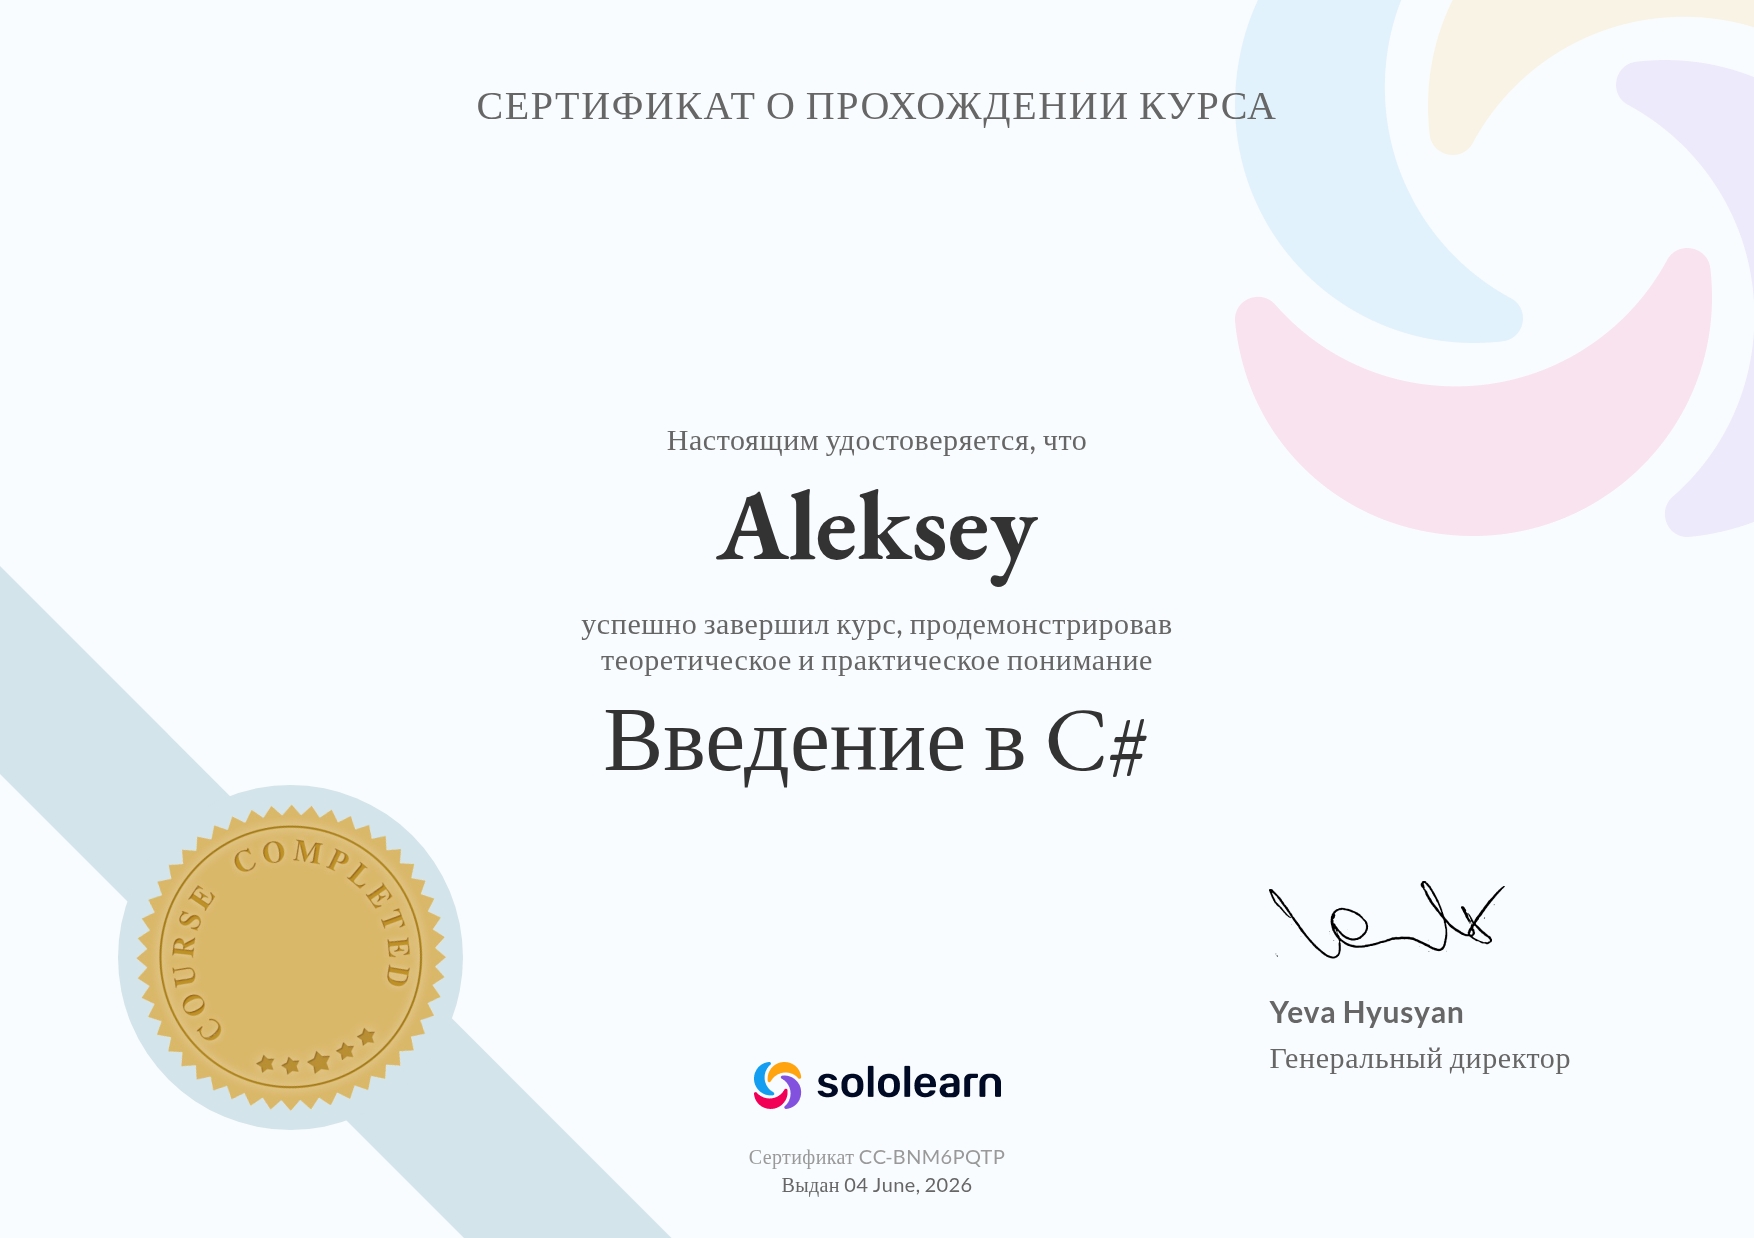 СЕРТИФИКАТ О ПРОХОЖДЕНИИ КУРСА
Настоящим удостоверяется, что
Aleksey
успешно завершил курс, продемонстрировав
теоретическое и практическое понимание
Введение в C#
COURSE COMPLETED
Yeva Hyusyan
Генеральный директор
sololearn
Сертификат CC-BNM6PQTP
Выдан 04 June, 2026